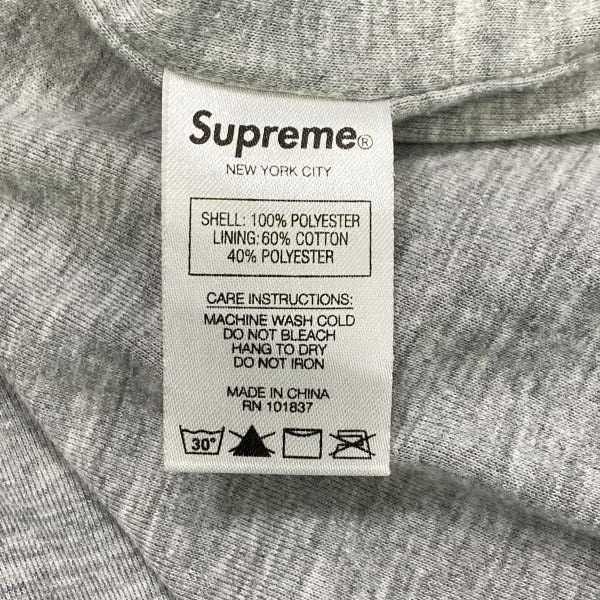 Supreme®
NEW YORK CITY
SHELL: 100% POLYESTER
LINING: 60% COTTON
40% POLYESTER
CARE INSTRUCTIONS:
MACHINE WASH COLD
DO NOT BLEACH
HANG TO DRY
DO NOT IRON
MADE IN CHINA
RN 101837
30°